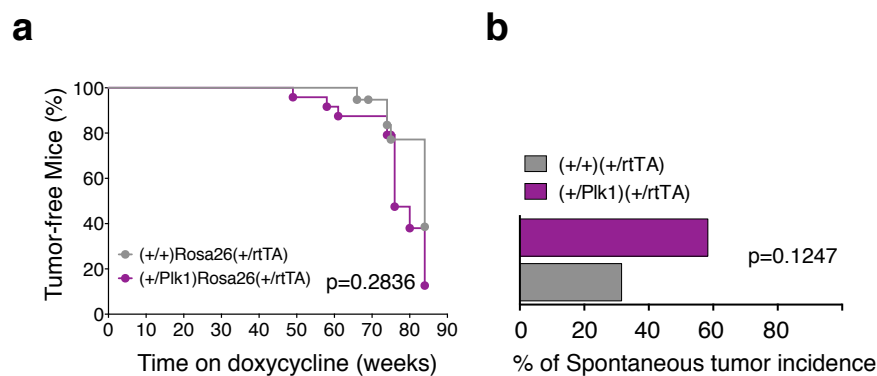 a
Tumor-free Mice (%)
100
80
60
40
20
0
(+/+)Rosa26(+/rtTA)
(+/Plk1)Rosa26(+/rtTA)
p=0.2836
0 10 20 30 40 50 60 70 80 90
Time on doxycycline (weeks)
b
(+/+)(+/rtTA)
(+/Plk1)(+/rtTA)
p=0.1247
0 20 40 60 80
% of Spontaneous tumor incidence